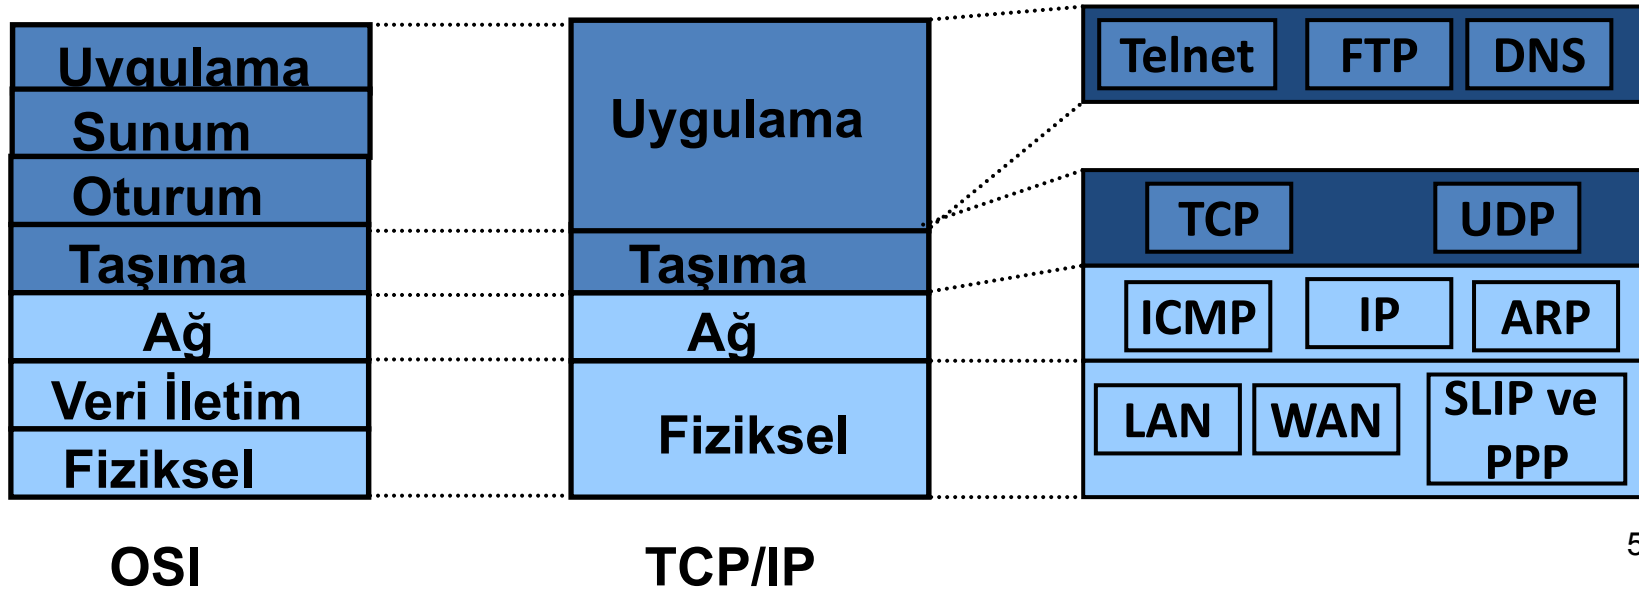 Uygulama
Sunum
Oturum
Taşıma
Ağ
Veri İletim
Fiziksel
OSI
Uygulama
Taşıma
Ağ
Fiziksel
TCP/IP
Telnet FTP DNS
TCP UDP
ICMP IP ARP
LAN WAN SLIP ve
PPP
5